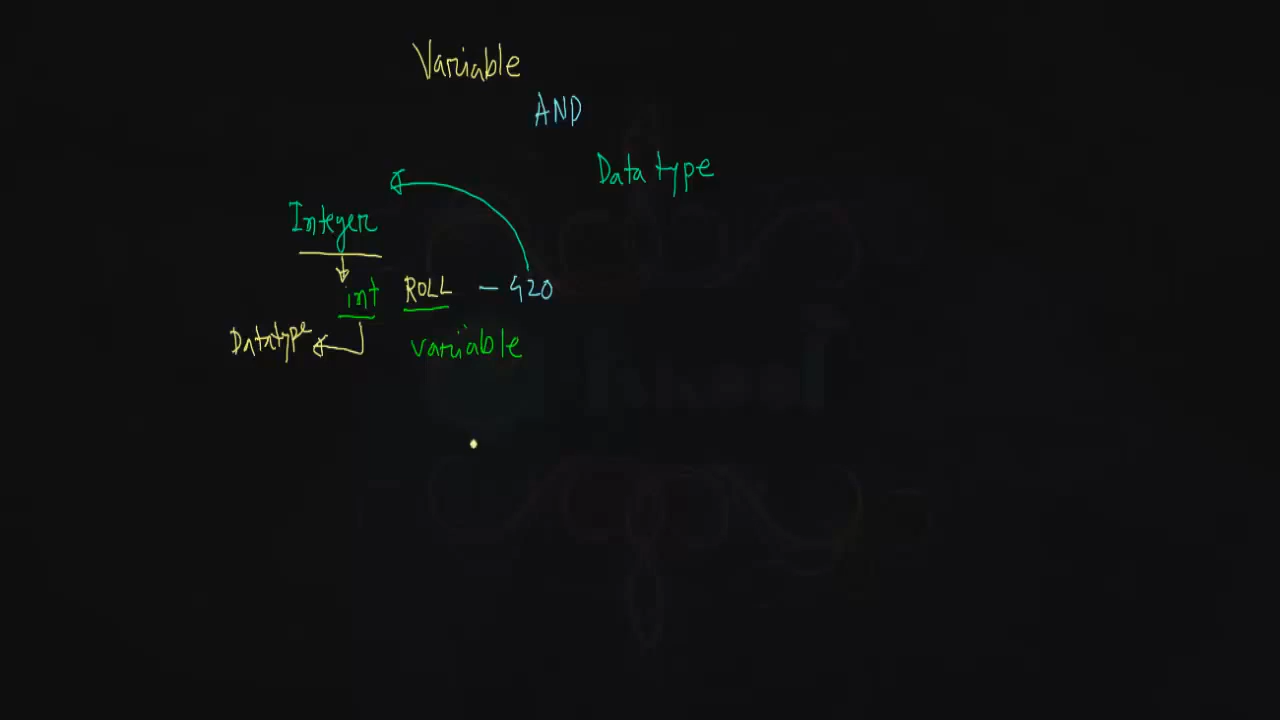 Variable
AND
Data type
Integer
int ROLL - 420
Datatype variable